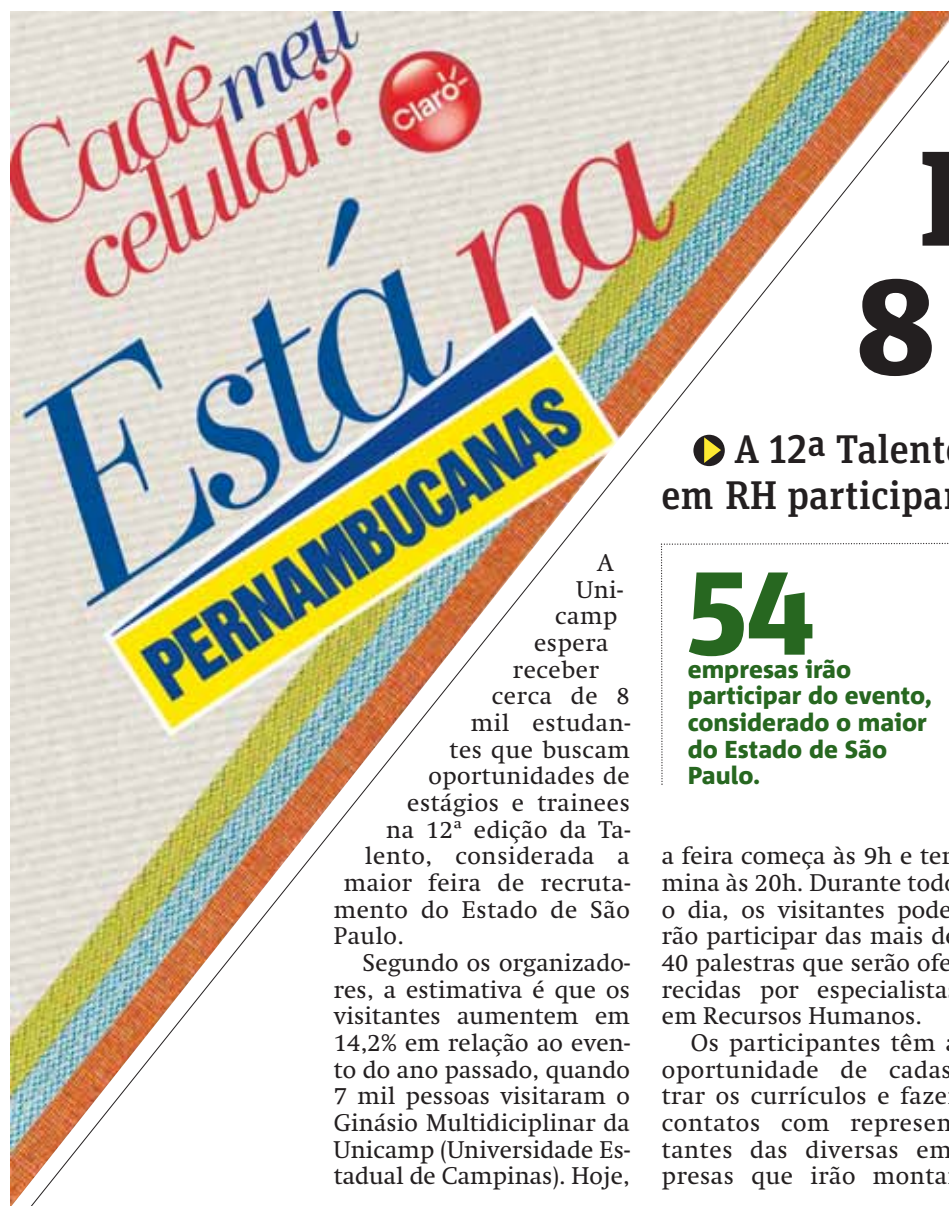 Cadê meu
celular?
Claro
Está na
PERNAMBUCANAS
8
A 12ª Talento
em RH participar
A
Uni-
camp
espera
receber
cerca de 8
mil estudan-
tes que buscam
oportunidades de
estágios e trainees
na 12ª edição da Ta-
lento, considerada a
maior feira de recruta-
mento do Estado de São
Paulo.
Segundo os organizado-
res, a estimativa é que os
visitantes aumentem em
14,2% em relação ao even-
to do ano passado, quando
7 mil pessoas visitaram o
Ginásio Multidiciplinar da
Unicamp (Universidade Es-
tadual de Campinas). Hoje,
54
empresas irão
participar do evento,
considerado o maior
do Estado de São
Paulo.
a feira começa às 9h e ter
mina às 20h. Durante todo
o dia, os visitantes pode
rão participar das mais de
40 palestras que serão ofe
recidas por especialistas
em Recursos Humanos.
Os participantes têm a
oportunidade de cadas
trar os currículos e fazer
contatos com represen
tantes das diversas em
presas que irão montar